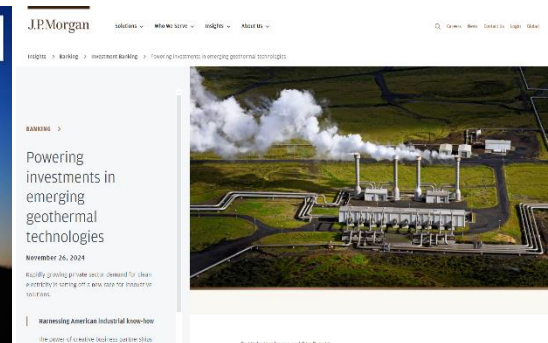 J.P.Morgan
Solutions Who We Serve Insights About Us
Careers News Contact Us Login Global
Insights > Banking > Investment Banking > Powering investments in emerging geothermal technologies
BANKING >
Powering
investments in
emerging
geothermal
technologies
November 26, 2024
Rapidly growing private sector demand for clean
electricity is setting off a new race for innovative
solutions.
Harnessing American industrial know-how
The power of creative business partnerships